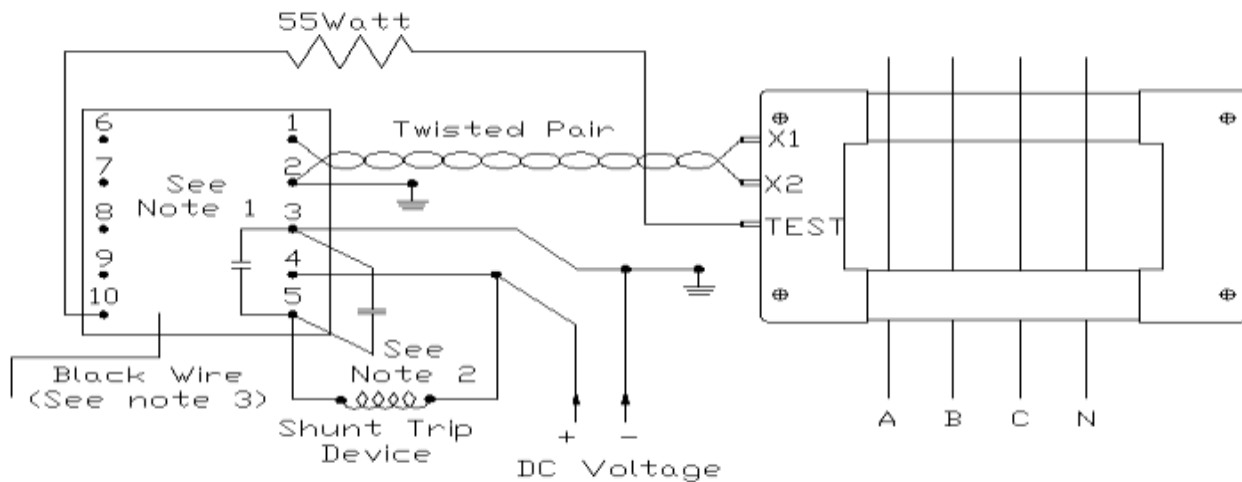 55Watt
6
1
Twisted Pair
X1
7
2
X2
See
Note 1
8
3
TEST
9
4
10
5
See
Note 2
Black Wire
(See note 3)
Shunt Trip
Device
+
-
DC Voltage
A
B
C
N